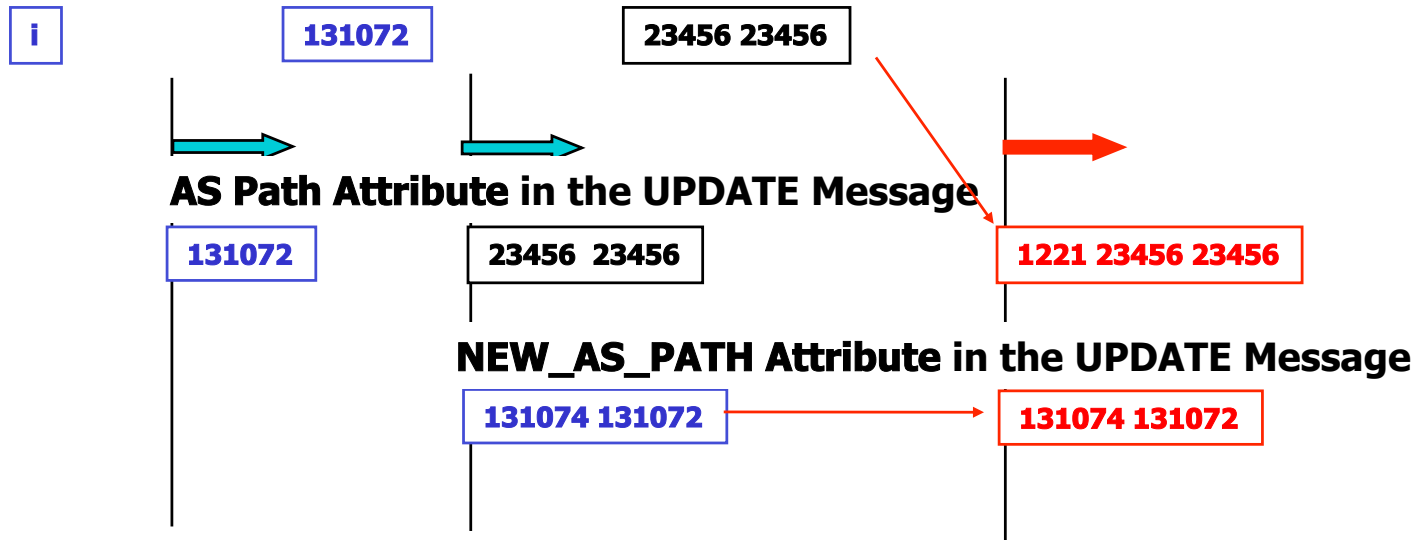 i 131072 23456 23456
AS Path Attribute in the UPDATE Message
131072 23456  23456 1221 23456 23456
NEW_AS_PATH Attribute in the UPDATE Message
131074 131072 131074 131072